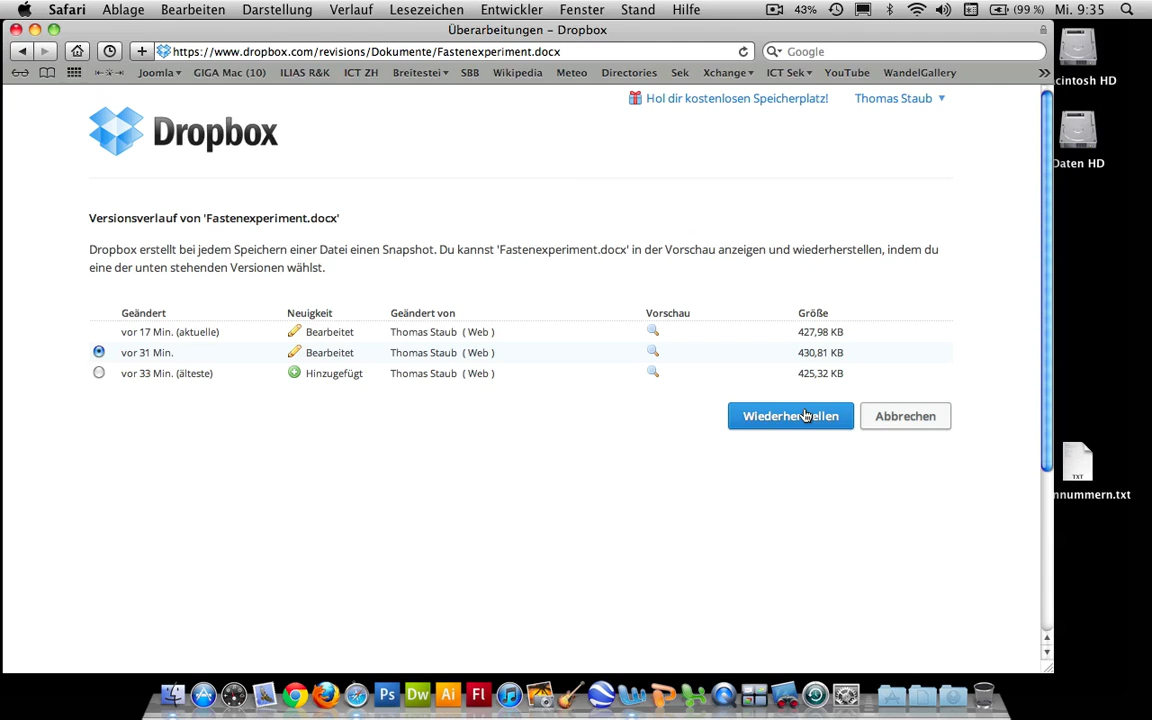 Safari Ablage Bearbeiten Darstellung Verlauf Lesezeichen Entwickler Fenster Stand Hilfe 43% (99 %) Mi. 9:35
Überarbeitungen – Dropbox
https://www.dropbox.com/revisions/Dokumente/Fastenexperiment.docx Google
Joomla GIGA Mac (10) ILIAS R&K ICT ZH Breitestei SBB Wikipedia Meteo Directories Sek Xchange ICT Sek YouTube WandelGallery
cintosh HD
Hol dir kostenlosen Speicherplatz! Thomas Staub
Dropbox
Daten HD
Versionsverlauf von 'Fastenexperiment.docx'
Dropbox erstellt bei jedem Speichern einer Datei einen Snapshot. Du kannst 'Fastenexperiment.docx' in der Vorschau anzeigen und wiederherstellen, indem du
eine der unten stehenden Versionen wählst.
Geändert Neuigkeit Geändert von Vorschau Größe
vor 17 Min. (aktuelle) Bearbeitet Thomas Staub ( Web ) 427,98 KB
vor 31 Min. Bearbeitet Thomas Staub ( Web ) 430,81 KB
vor 33 Min. (älteste) Hinzugefügt Thomas Staub ( Web ) 425,32 KB
Wiederherstellen Abbrechen
TXT
nnummern.txt
Ps Dw Ai Fl